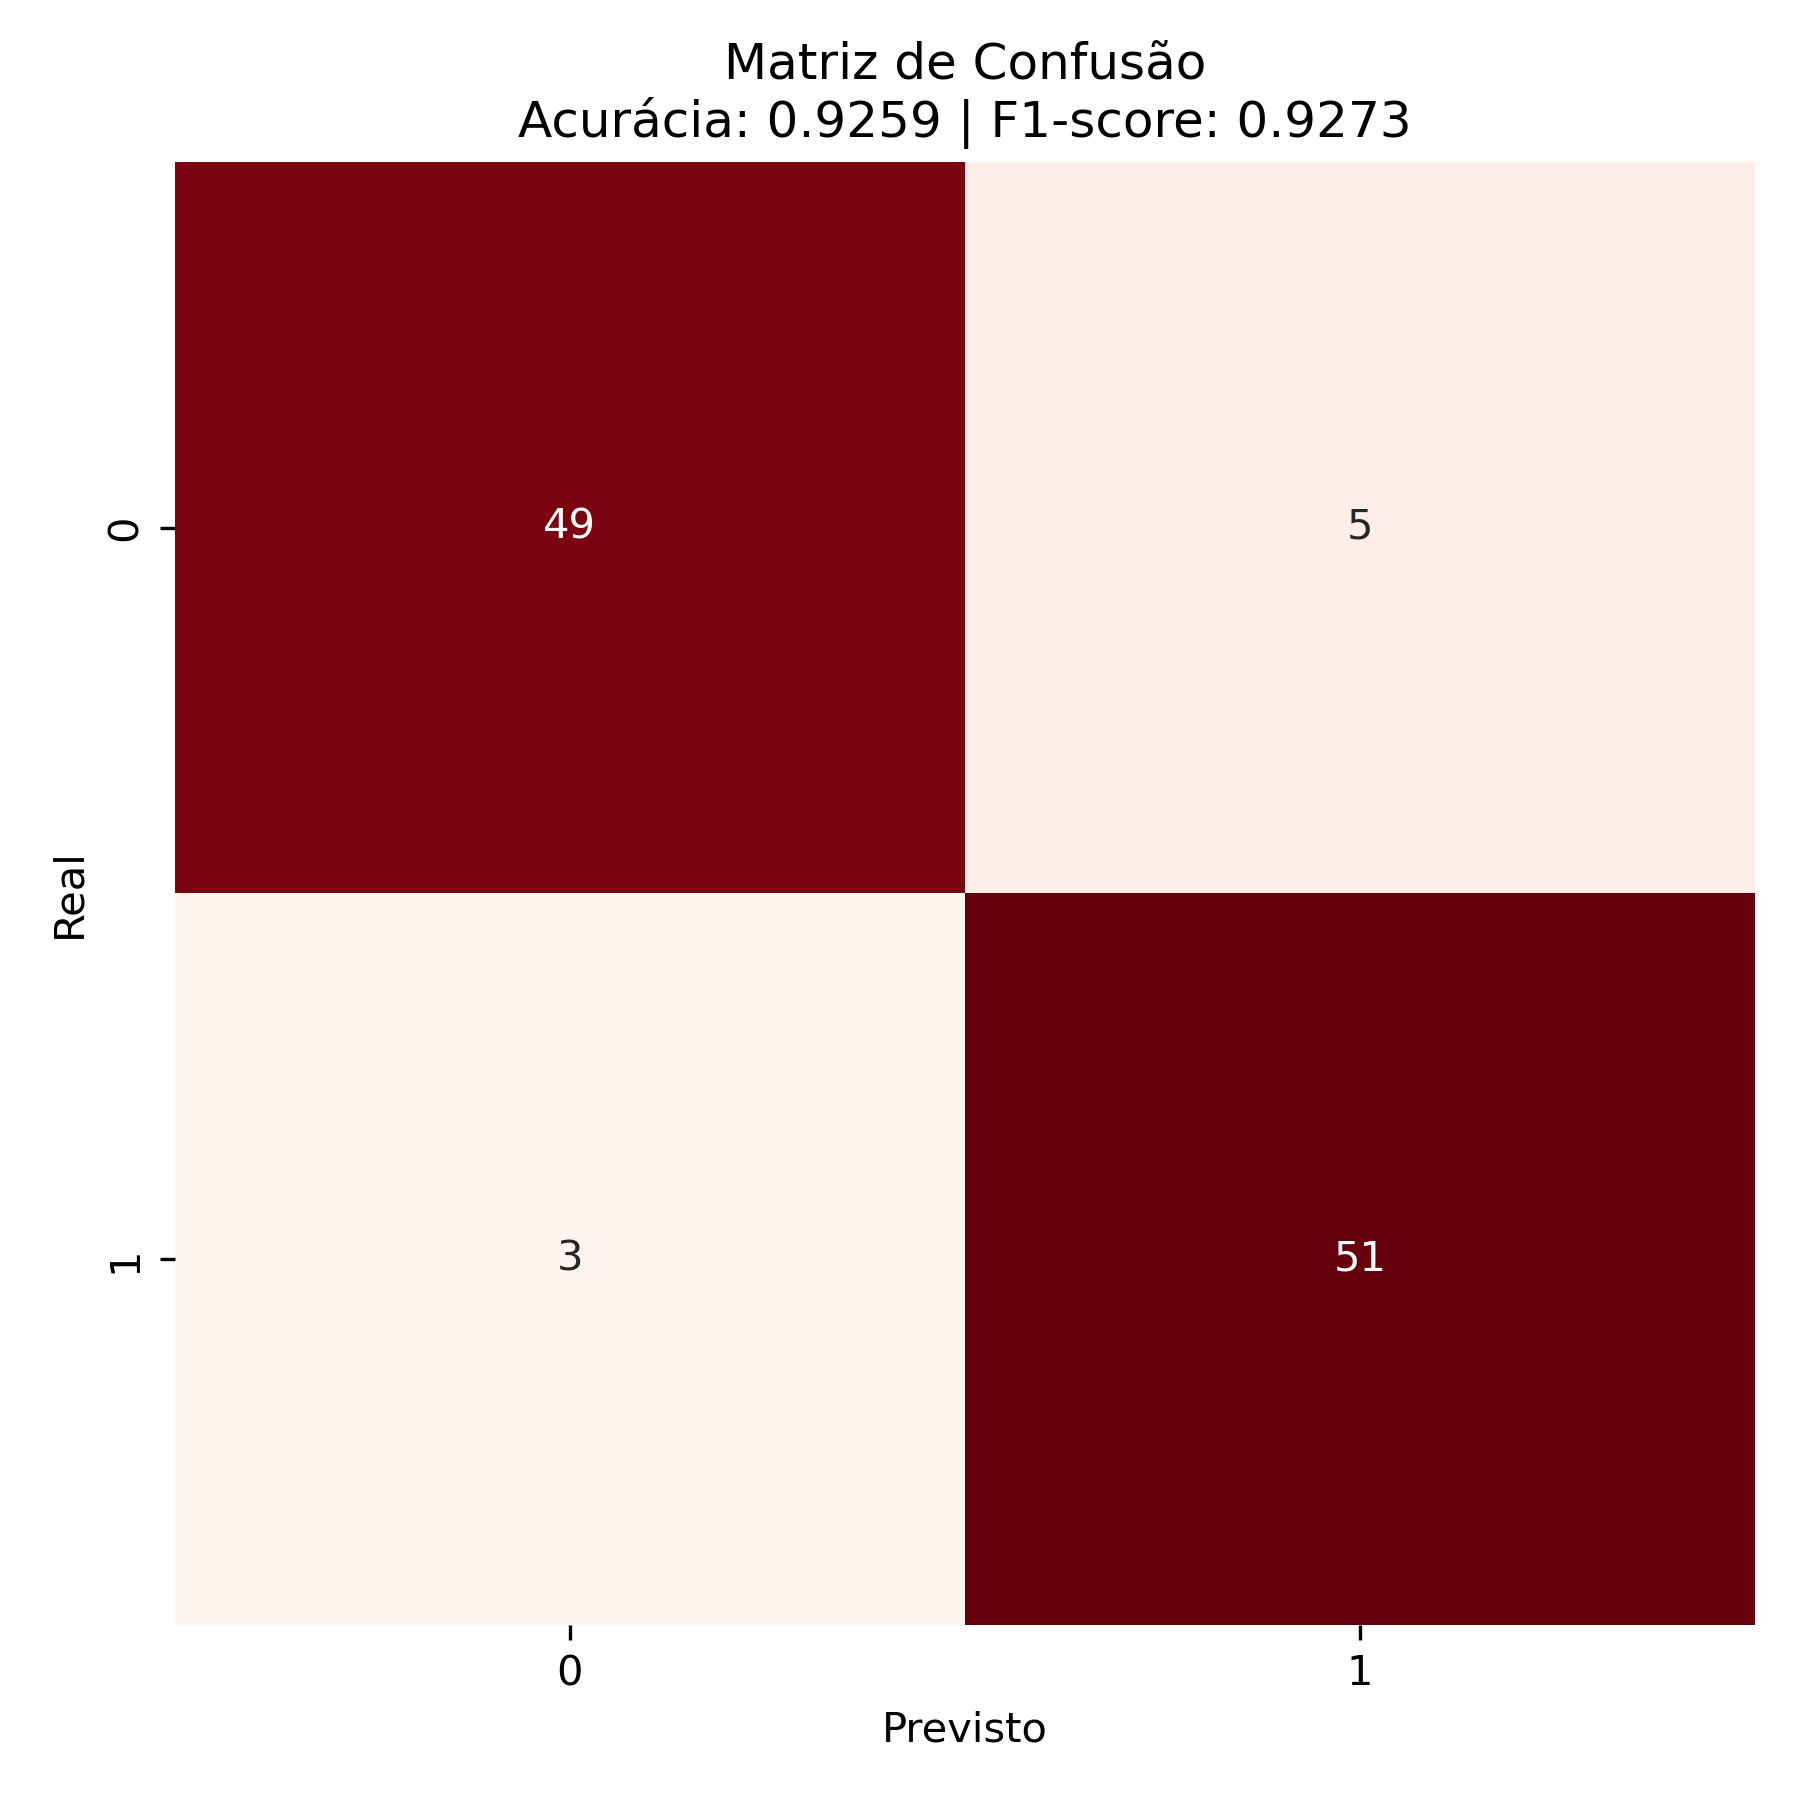 Matriz de Confusão
Acurácia: 0.9259 | F1-score: 0.9273
0
49
5
Real
1
3
51
0
1
Previsto